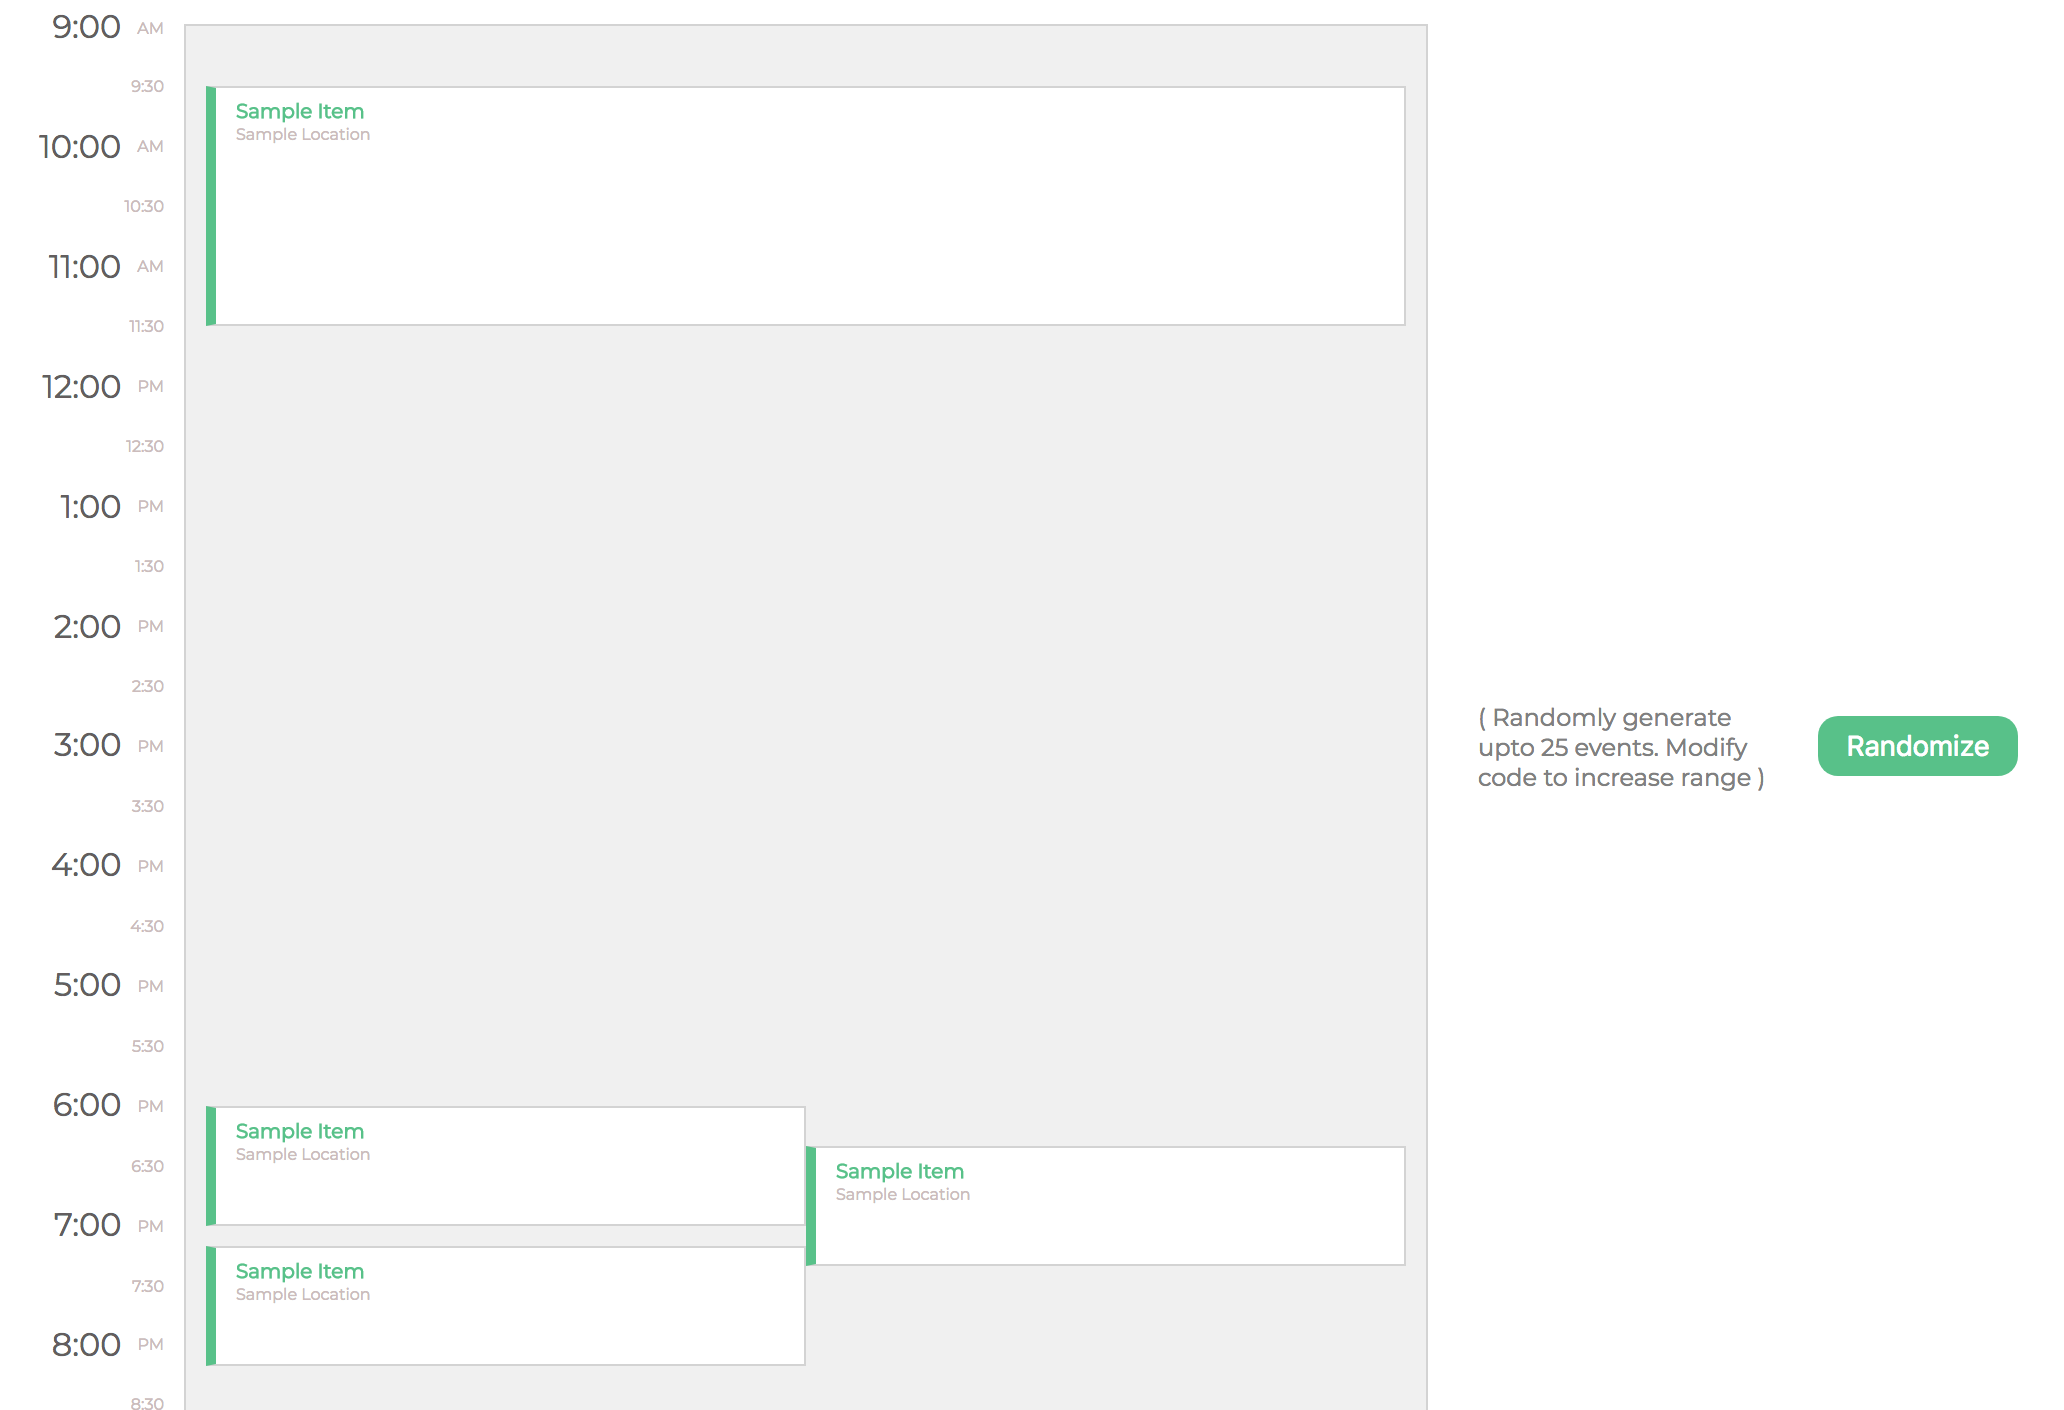 9:00 AM
9:30
10:00 AM
10:30
11:00 AM
11:30
12:00 PM
12:30
1:00 PM
1:30
2:00 PM
2:30
3:00 PM
3:30
4:00 PM
4:30
5:00 PM
5:30
6:00 PM
6:30
7:00 PM
7:30
8:00 PM
8:30
Sample Item
Sample Location
Sample Item
Sample Location
Sample Item
Sample Location
Sample Item
Sample Location
( Randomly generate
upto 25 events. Modify
code to increase range )
Randomize